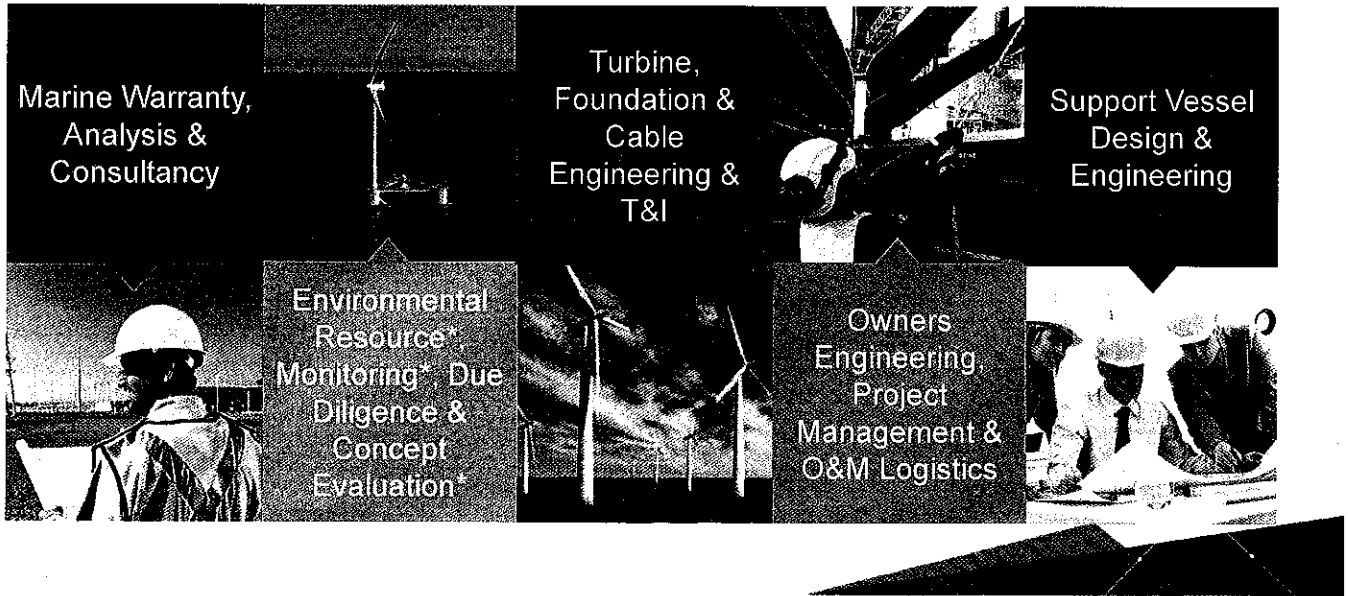 Marine Warranty,
Analysis &
Consultancy
Turbine,
Foundation &
Cable
Engineering &
T&I
Support Vessel
Design &
Engineering
Environmental
Resource*,
Monitoring*, Due
Diligence &
Concept
Evaluation*
Owners
Engineering,
Project
Management &
O&M Logistics